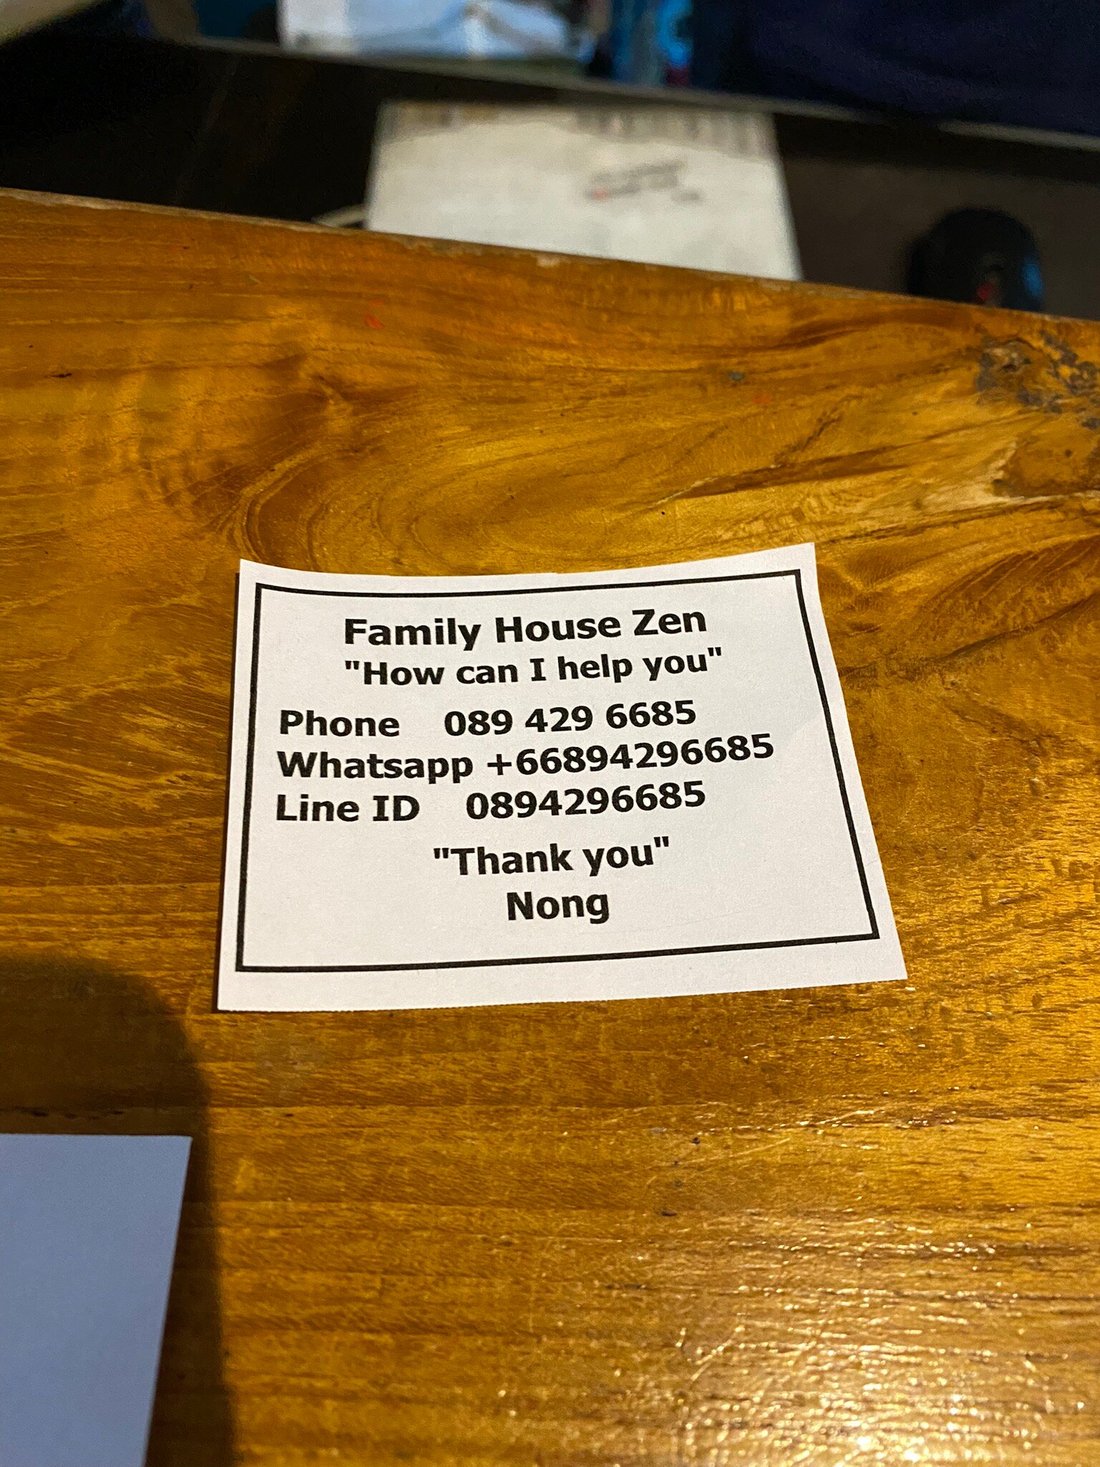 Family House Zen
"How can I help you"
Phone 089 429 6685
Whatsapp +66894296685
Line ID 0894296685
"Thank you"
Nong